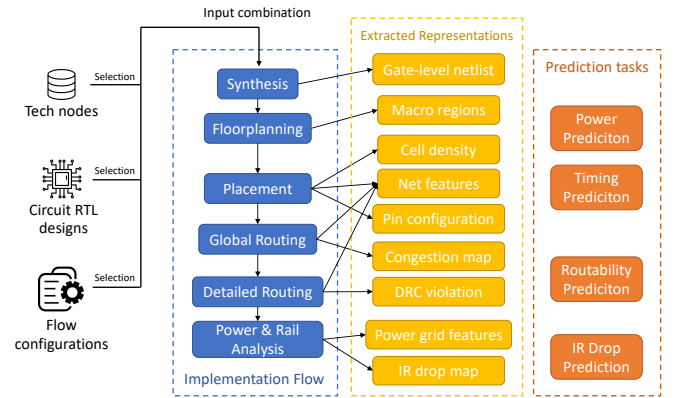 Input combination
Selection
Tech nodes
Selection
Circuit RTL
designs
Selection
Flow
configurations
Synthesis
Floorplanning
Placement
Global Routing
Detailed Routing
Power & Rail
Analysis
Implementation Flow
Extracted Representations
Gate-level netlist
Macro regions
Cell density
Net features
Pin configuration
Congestion map
DRC violation
Power grid features
IR drop map
Prediction tasks
Power
Prediciton
Timing
Prediciton
Routability
Prediciton
IR Drop
Prediction